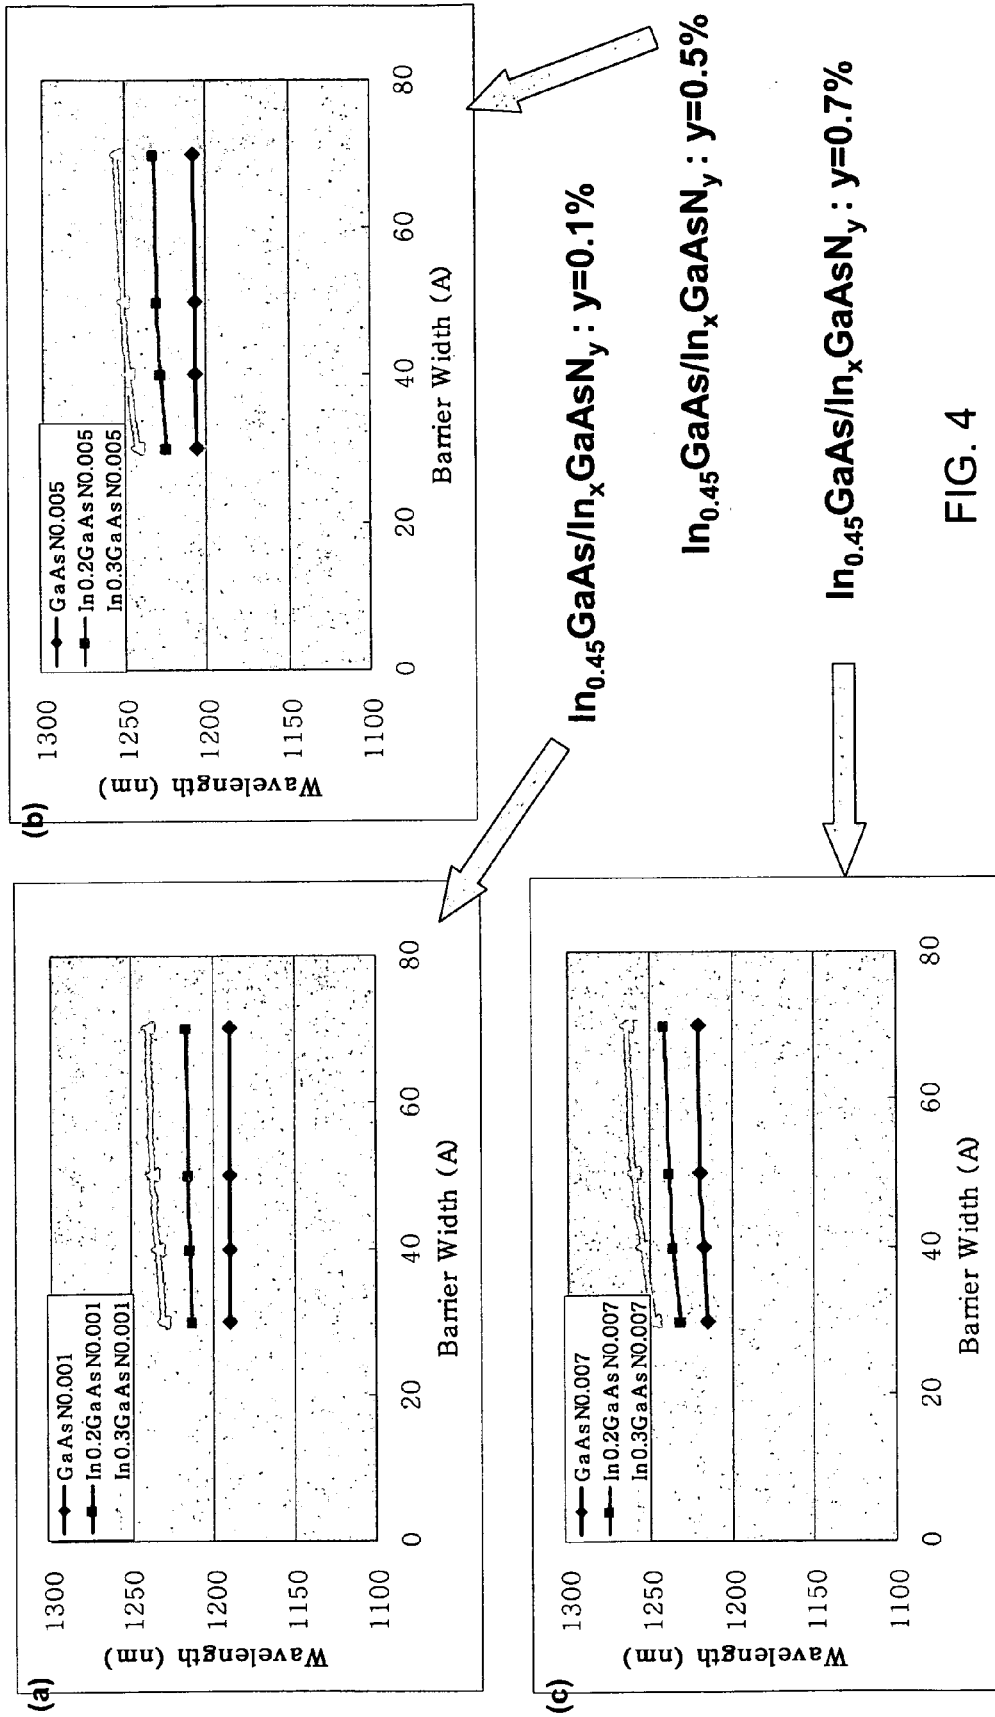 (a)
Wavelength (nm)
1300
1250
1200
1150
1100
GaAsN0.001
In0.2GaAsN0.001
In0.3GaAsN0.001
0
20
40
60
80
Barrier Width (A)
(b)
Wavelength (nm)
1300
1250
1200
1150
1100
GaAsN0.005
In0.2GaAsN0.005
In0.3GaAsN0.005
0
20
40
60
80
Barrier Width (A)
In0.45GaAs/InxGaAsNy : y=0.1%
In0.45GaAs/InxGaAsNy : y=0.5%
In0.45GaAs/InxGaAsNy : y=0.7%
(c)
Wavelength (nm)
1300
1250
1200
1150
1100
GaAsN0.007
In0.2GaAsN0.007
In0.3GaAsN0.007
0
20
40
60
80
Barrier Width (A)
FIG. 4